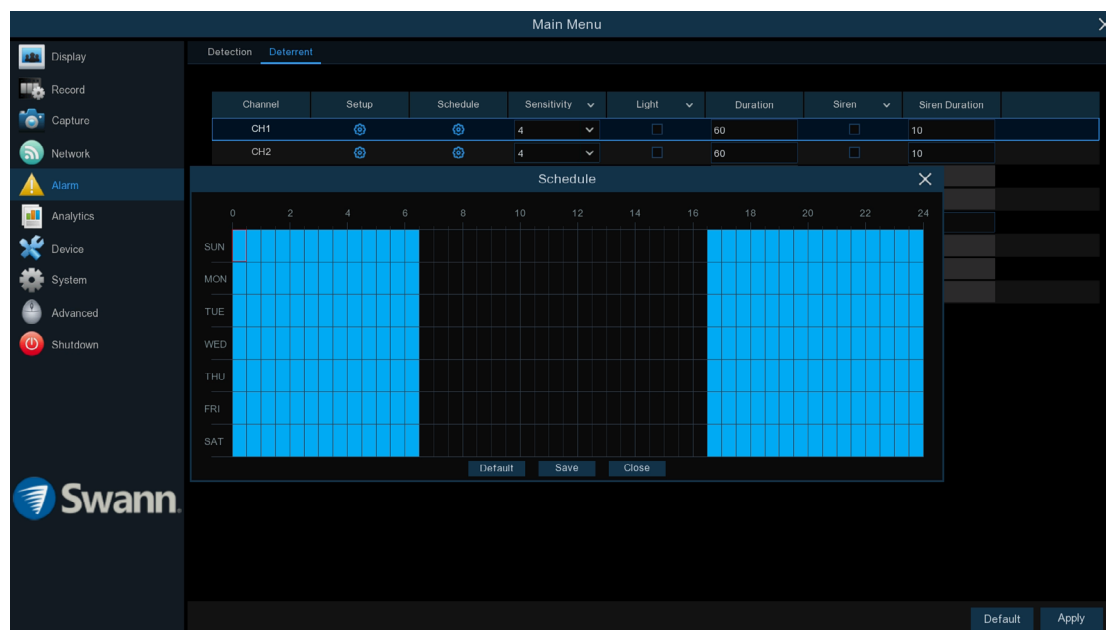 Main Menu
Display
Record
Capture
Network
Alarm
Analytics
Device
System
Advanced
Shutdown
Swann
Detection Deterrent
Channel Setup Schedule Sensitivity Light Duration Siren Siren Duration
CH1 4 60 10
CH2 4 60 10
Schedule
0 2 4 6 8 10 12 14 16 18 20 22 24
SUN
MON
TUE
WED
THU
FRI
SAT
Default Save Close
Default Apply